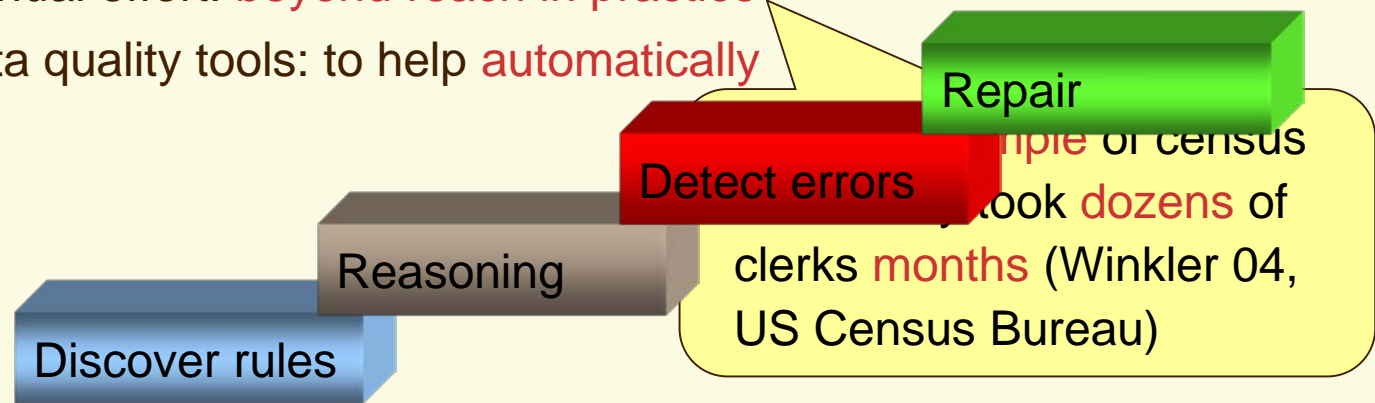 effort: beyond reach in practice
quality tools: to help automatically
Repair
of census
Detect errors
took dozens of
Reasoning
clerks months (Winkler 04,
US Census Bureau)
Discover rules